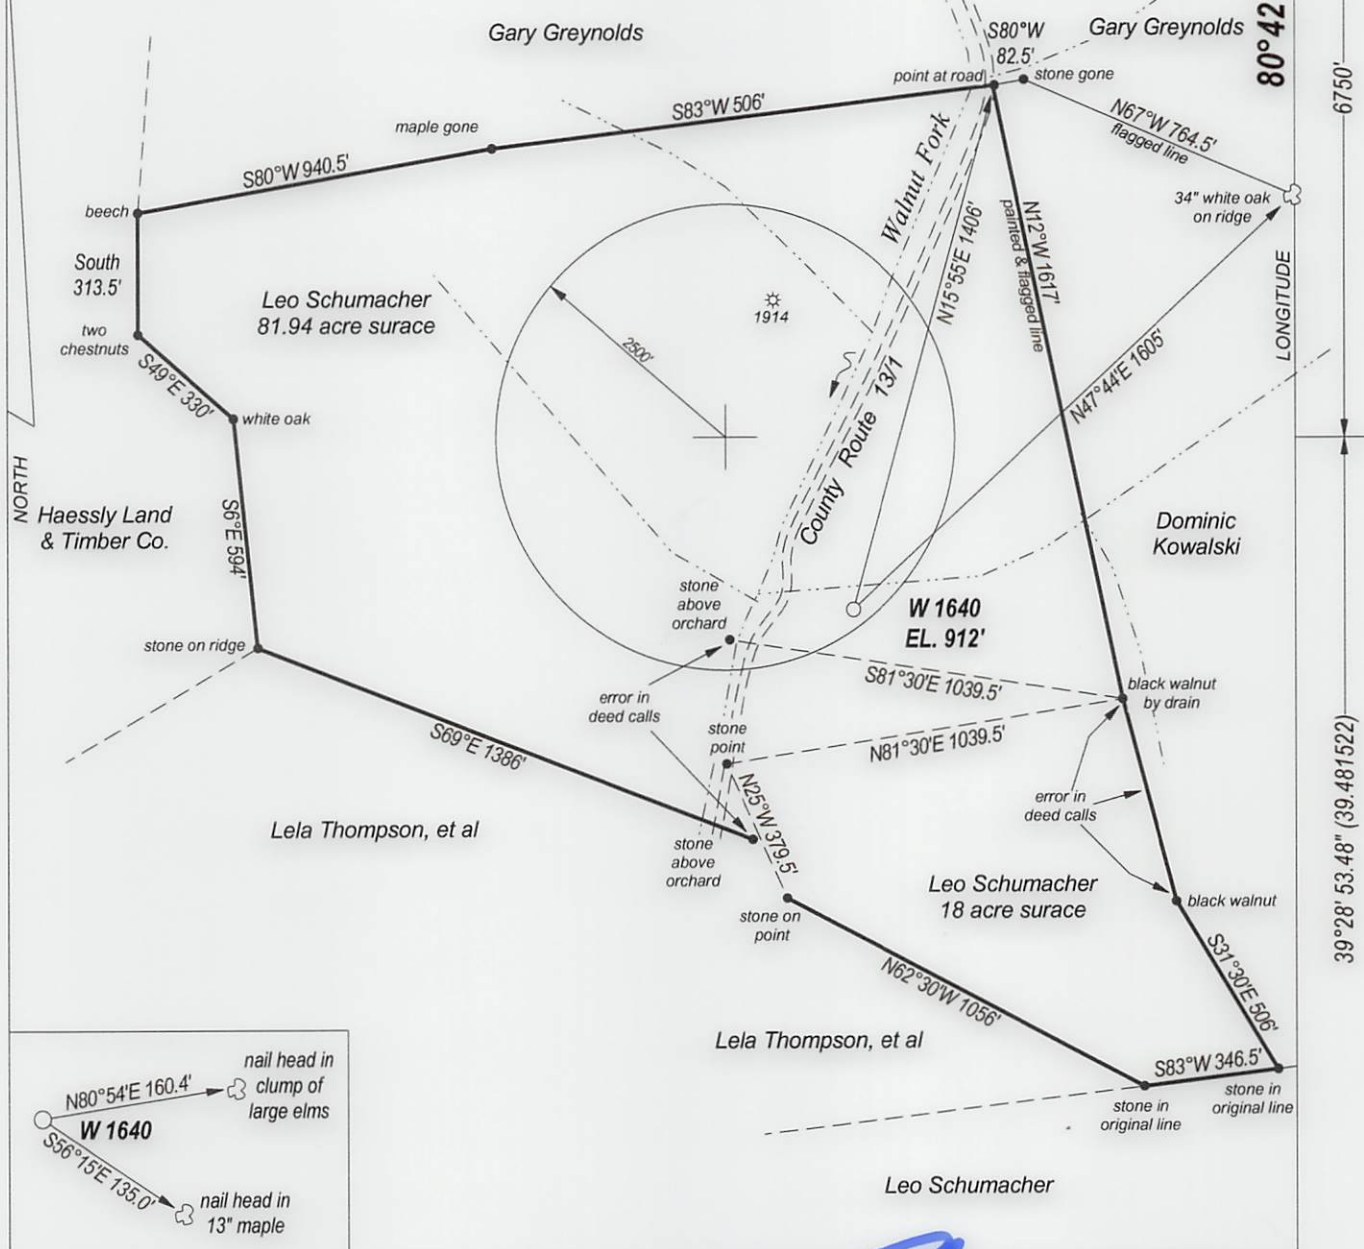 Gary Greynolds
S80°W
82.5'
Gary Greynolds
80°42
6750'
point at road
stone gone
S83°W 506'
maple gone
N67°W 764.5'
flagged line
S80°W 940.5'
Walnut Fork
34" white oak
on ridge
beech
N15°55'E 1406'
N12°W 1617'
painted & flagged line
South
313.5'
Leo Schumacher
81.94 acre surace
1914
LONGITUDE
two
chestnuts
2500'
S49°E 330'
N47°44'E 1605'
white oak
County Route 13/1
NORTH
Haessly Land
& Timber Co.
S6°E 594'
Dominic
Kowalski
stone
above
orchard
W 1640
EL. 912'
stone on ridge
S81°30'E 1039.5'
black walnut
by drain
error in
deed calls
stone
point
S69°E 1386'
N81°30'E 1039.5'
39°28' 53.48" (39.481522)
N25°W 379.5'
error in
deed calls
Lela Thompson, et al
stone
above
orchard
Leo Schumacher
18 acre surace
black walnut
stone on
point
S31°30'E 506'
N62°30'W 1056'
Lela Thompson, et al
S83°W 346.5'
stone in
original line
stone in
original line
nail head in
clump of
large elms
N80°54'E 160.4'
W 1640
S56°15'E 135.0'
nail head in
13" maple
Leo Schumacher